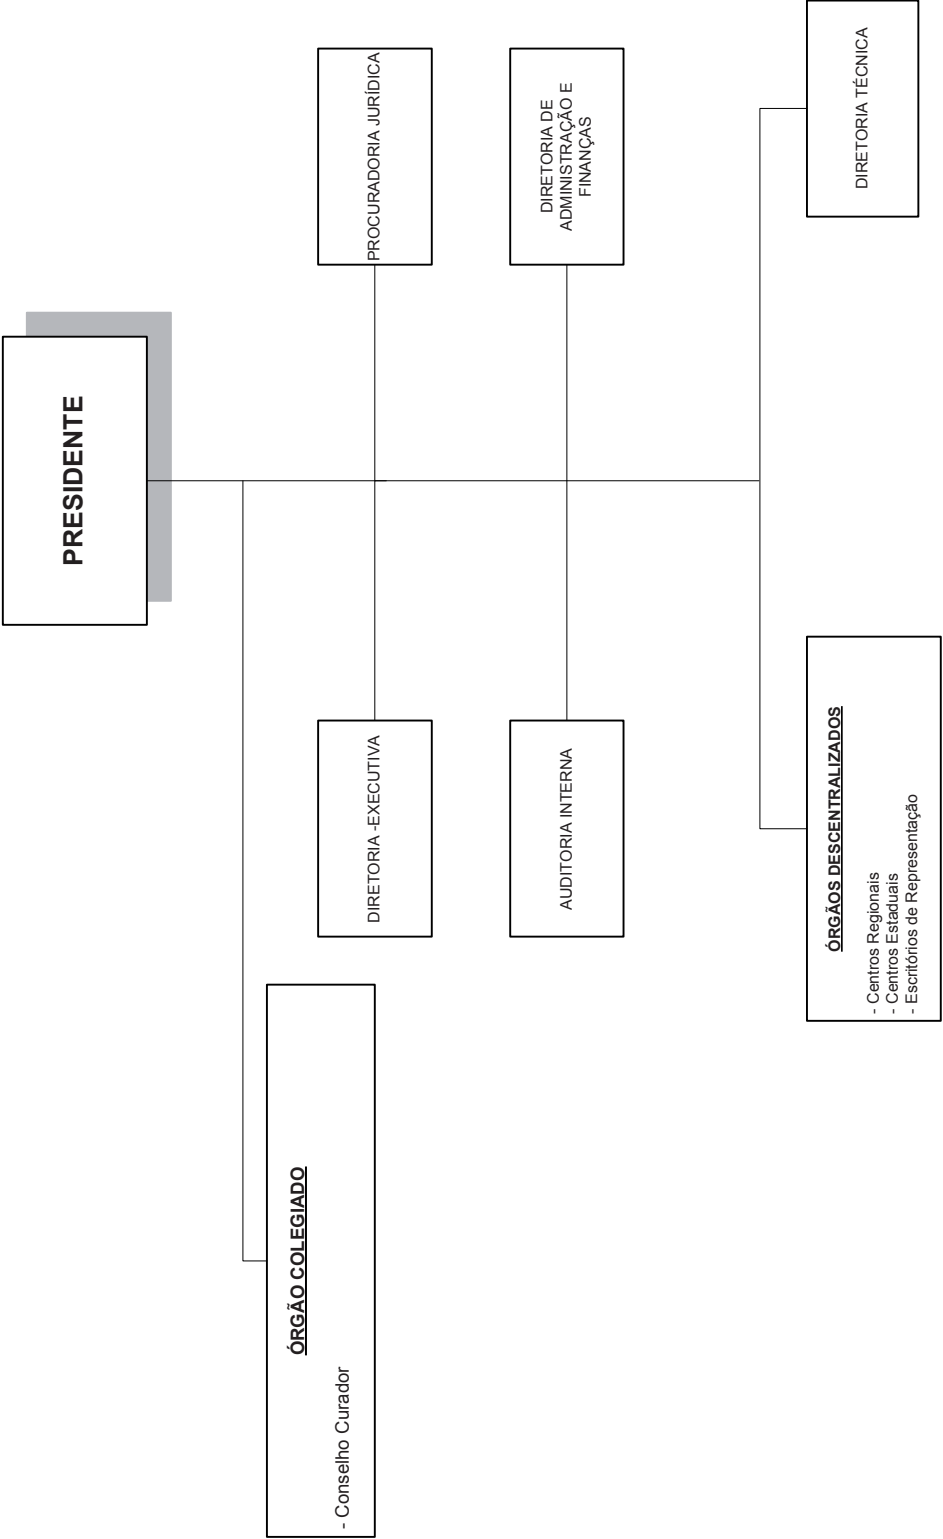 PRESIDENTE
ÓRGÃO COLEGIADO
- Conselho Curador
DIRETORIA -EXECUTIVA
PROCURADORIA JURÍDICA
AUDITORIA INTERNA
DIRETORIA DE
ADMINISTRAÇÃO E
FINANÇAS
ÓRGÃOS DESCENTRALIZADOS
- Centros Regionais
- Centros Estaduais
- Escritórios de Representação
DIRETORIA TÉCNICA